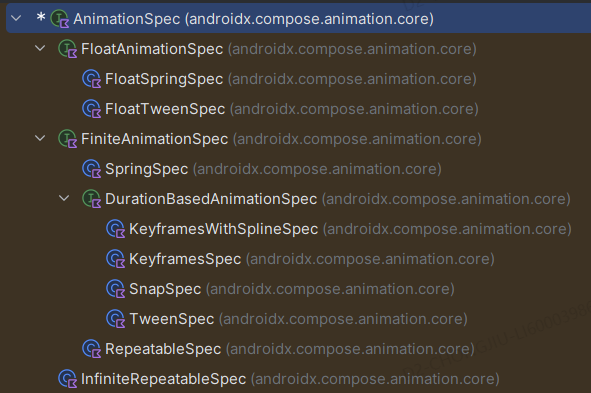 * AnimationSpec (androidx.compose.animation.core)
FloatAnimationSpec (androidx.compose.animation.core)
FloatSpringSpec (androidx.compose.animation.core)
FloatTweenSpec (androidx.compose.animation.core)
FiniteAnimationSpec (androidx.compose.animation.core)
SpringSpec (androidx.compose.animation.core)
DurationBasedAnimationSpec (androidx.compose.animation.core)
KeyframesWithSplineSpec (androidx.compose.animation.core)
KeyframesSpec (androidx.compose.animation.core)
SnapSpec (androidx.compose.animation.core)
TweenSpec (androidx.compose.animation.core)
RepeatableSpec (androidx.compose.animation.core)
InfiniteRepeatableSpec (androidx.compose.animation.core)